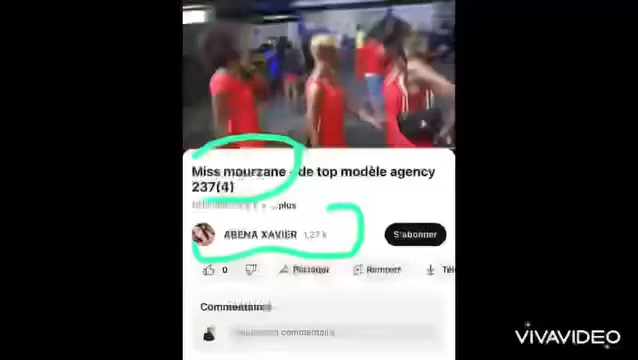 Miss mourzane - de top modèle agency
237(4)
...plus
ABENA XAVIER 1,27 k
S'abonner
0 Partager Remixer
Commentaires
commentaire
VIVAVIDEO